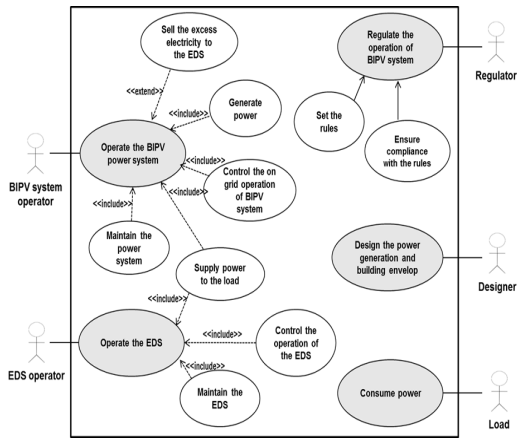 Sell the excess
electricity to
the EDS
Regulate the
operation of
BIPV system
Regulator
<<extend>>
Generate
power
<<include>>
Set the
rules
Ensure
compliance
with the rules
Operate the BIPV
power system
<<include>>
Control the on
grid operation
of BIPV
system
BIPV system
operator
<<include>>
<<include>>
Maintain the
power
system
Supply power
to the load
Design the power
generation and
building envelop
Designer
<<include>>
Operate the EDS
<<include>>
Control the
operation of
the EDS
EDS operator
<<include>>
Maintain the
EDS
Consume power
Load